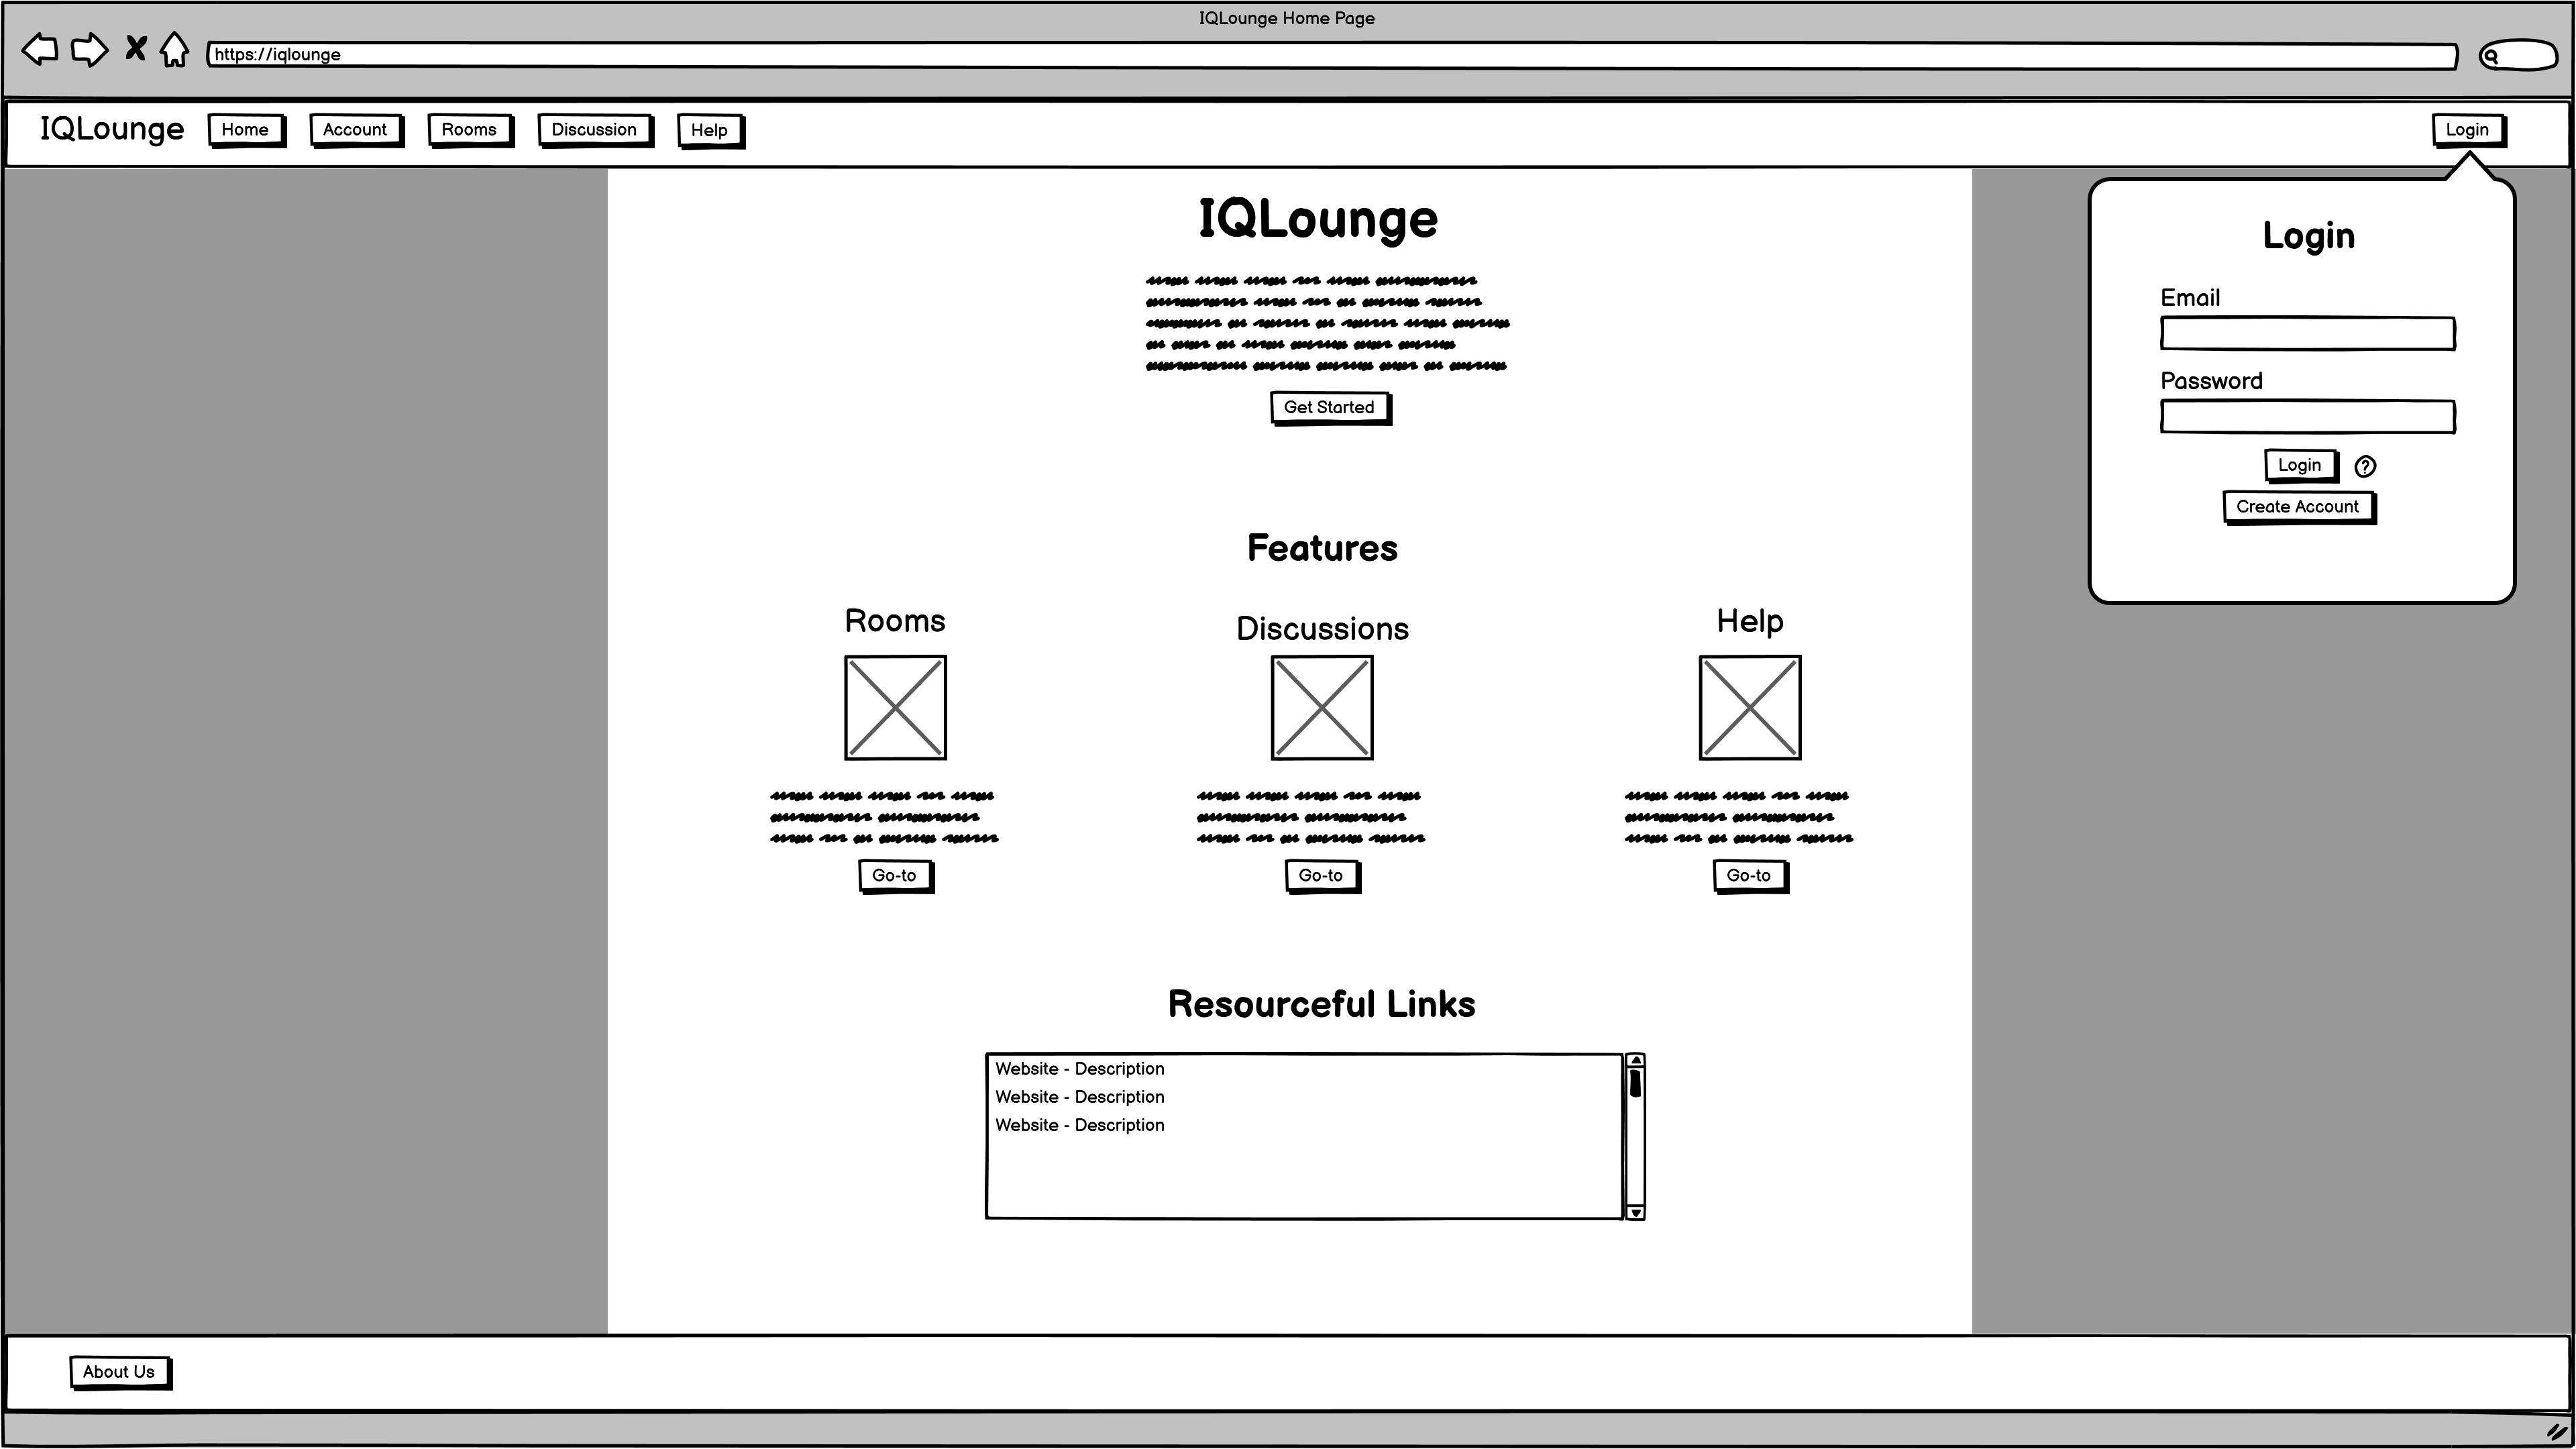 IQLounge Home Page
https://iqlounge
IQLounge Home Account Rooms Discussion Help Login
IQLounge
Get Started
Login
Email
Password
Login ?
Create Account
Features
Rooms Discussions Help
Go-to Go-to Go-to
Resourceful Links
Website - Description
Website - Description
Website - Description
About Us